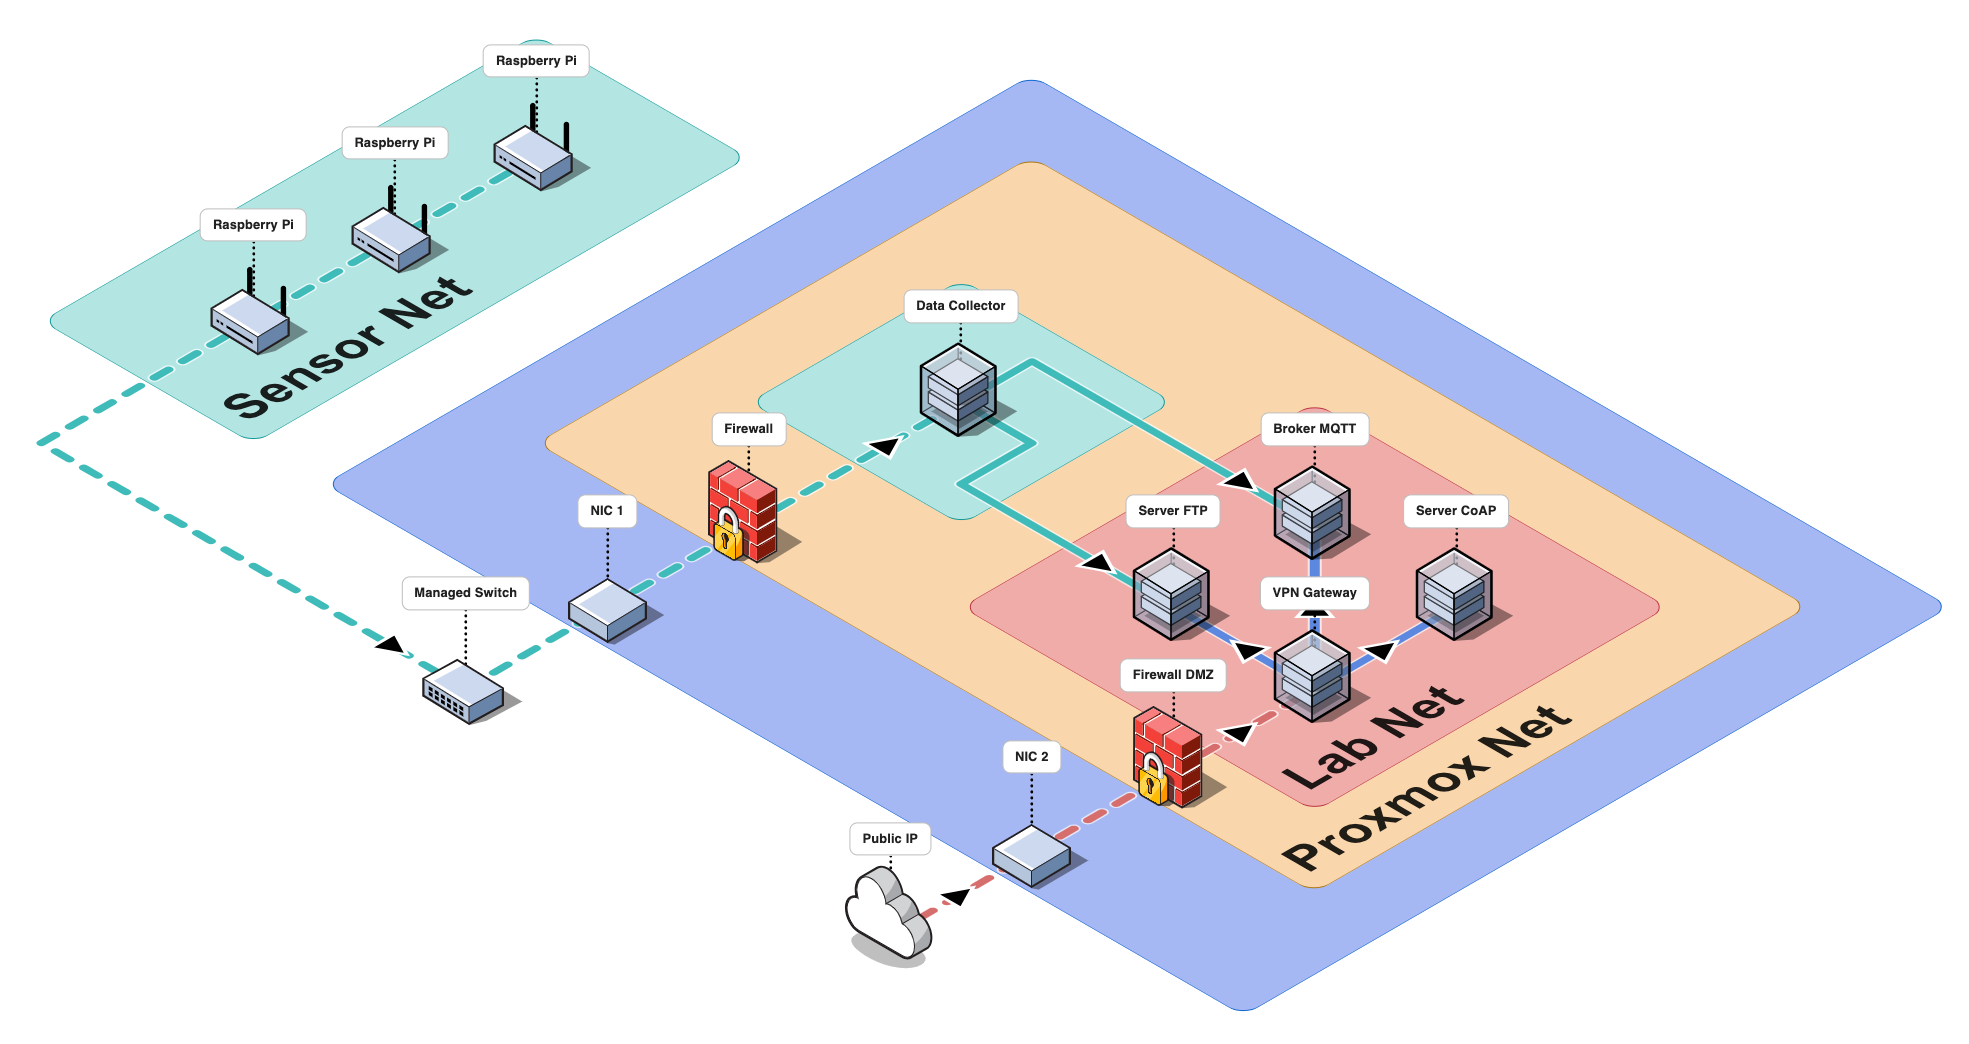 Raspberry Pi
Raspberry Pi
Raspberry Pi
Sensor Net
Data Collector
Firewall
Broker MQTT
NIC 1
Server FTP
Server CoAP
Managed Switch
VPN Gateway
Firewall DMZ
Lab Net
Proxmox Net
NIC 2
Public IP